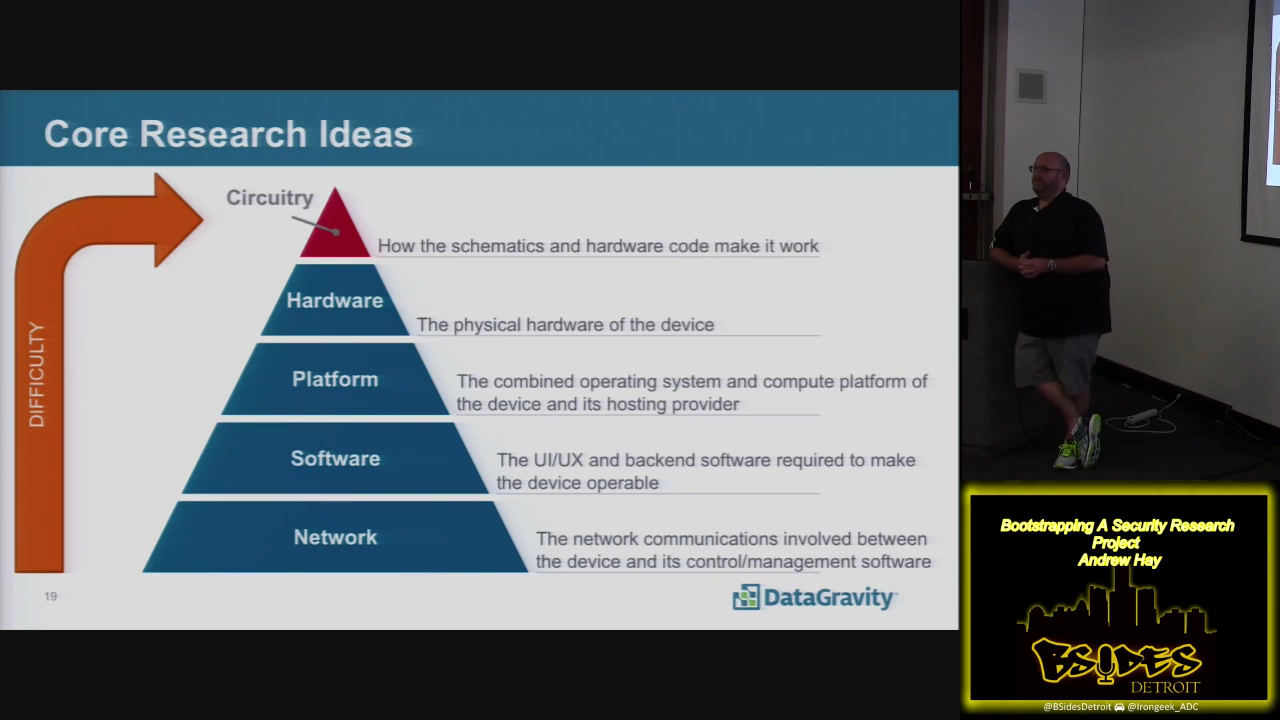 Core Research Ideas
DIFFICULTY
Circuitry
How the schematics and hardware code make it work
Hardware
The physical hardware of the device
Platform
The combined operating system and compute platform of
the device and its hosting provider
Software
The UI/UX and backend software required to make
the device operable
Network
The network communications involved between
the device and its control/management software
19
DataGravity
Bootstrapping A Security Research
Project
Andrew Hay
BSIDES
DETROIT
@BSidesDetroit @Irongeek_ADC